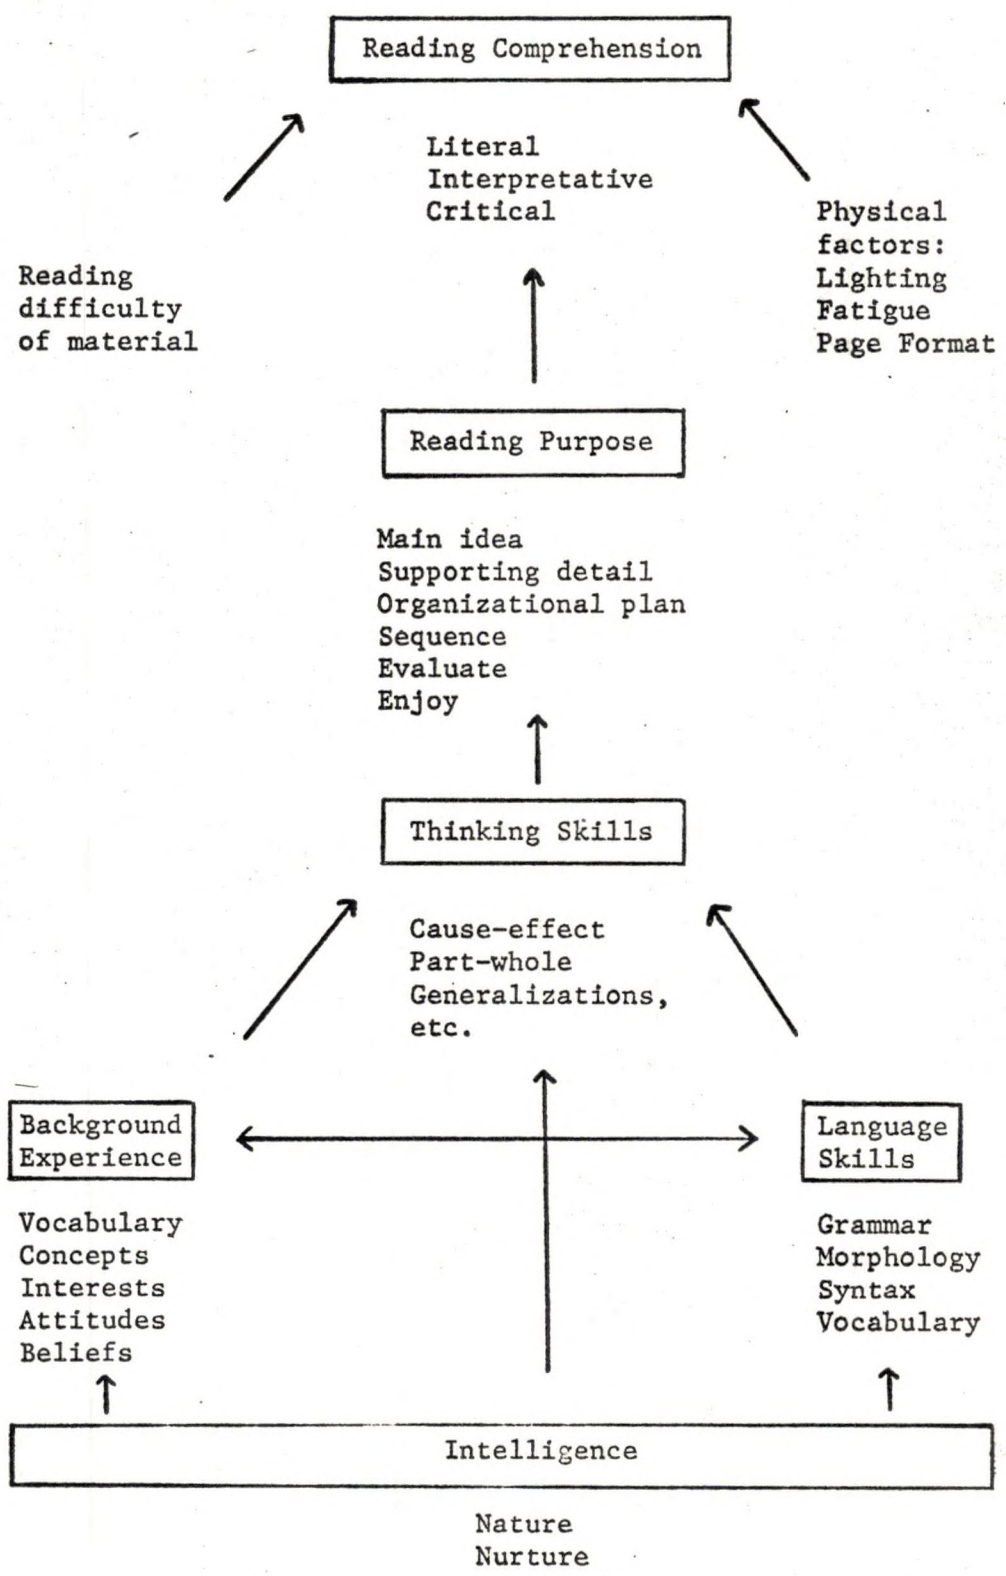 Reading Comprehension
Literal
Interpretative
Critical
Reading
difficulty
of material
Physical
factors:
Lighting
Fatigue
Page Format
Reading Purpose
Main idea
Supporting detail
Organizational plan
Sequence
Evaluate
Enjoy
Thinking Skills
Cause-effect
Part-whole
Generalizations,
etc.
Background
Experience
Vocabulary
Concepts
Interests
Attitudes
Beliefs
Language
Skills
Grammar
Morphology
Syntax
Vocabulary
Intelligence
Nature
Nurture